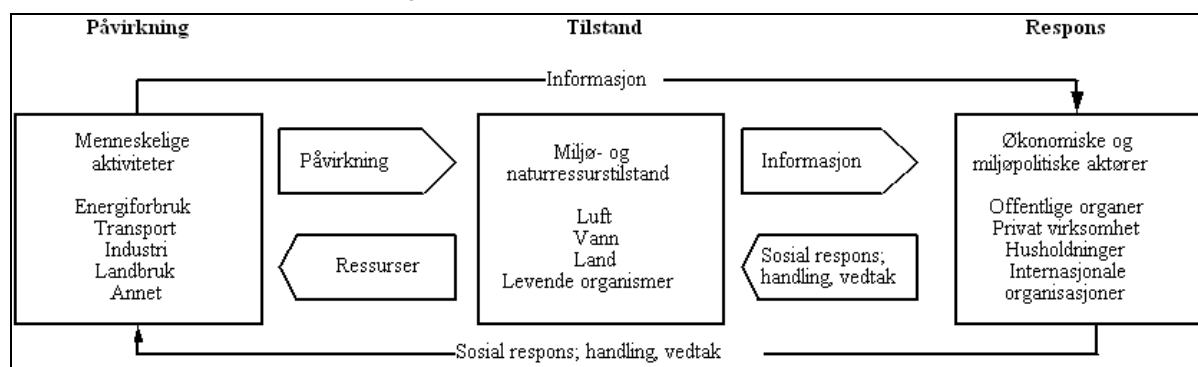 Påvirkning
Tilstand
Respons
Informasjon
Menneskelige
aktiviteter
Energiforbruk
Transport
Industri
Landbruk
Annet
Påvirkning
Ressurser
Miljø- og
naturressurstilstand
Luft
Vann
Land
Levende organismer
Informasjon
Sosial respons;
handling, vedtak
Økonomiske og
miljøpolitiske aktører
Offentlige organer
Privat virksomhet
Husholdninger
Internasjonale
organisasjoner
Sosial respons; handling, vedtak